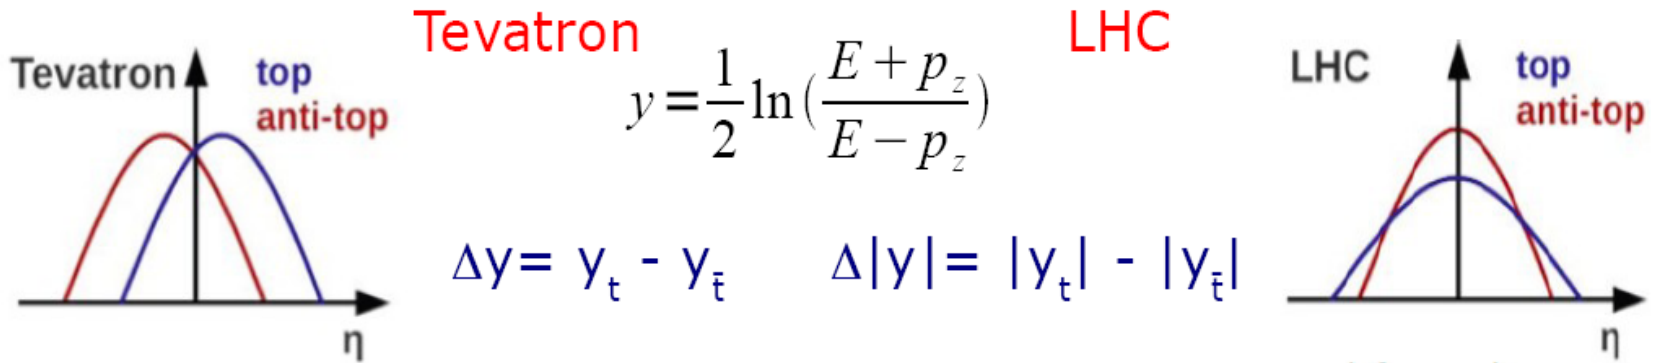 Tevatron
LHC
Tevatron
top
anti-top
y = 1/2 ln( (E + p_z) / (E − p_z) )
LHC
top
anti-top
Δy= y_t - y_t̄
Δ|y|= |y_t| - |y_t̄|
η
η